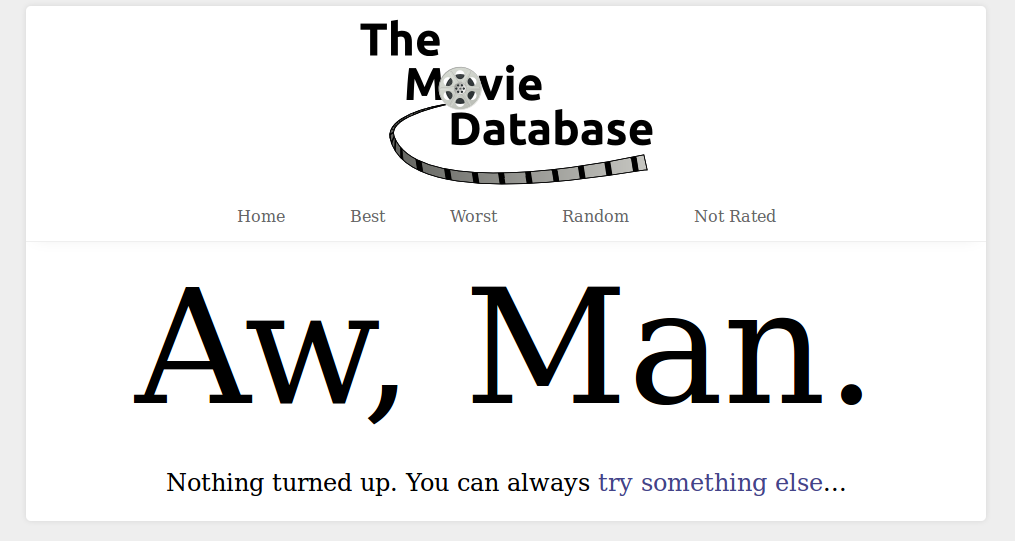 The
Movie
Database
Home Best Worst Random Not Rated
Aw, Man.
Nothing turned up. You can always try something else...